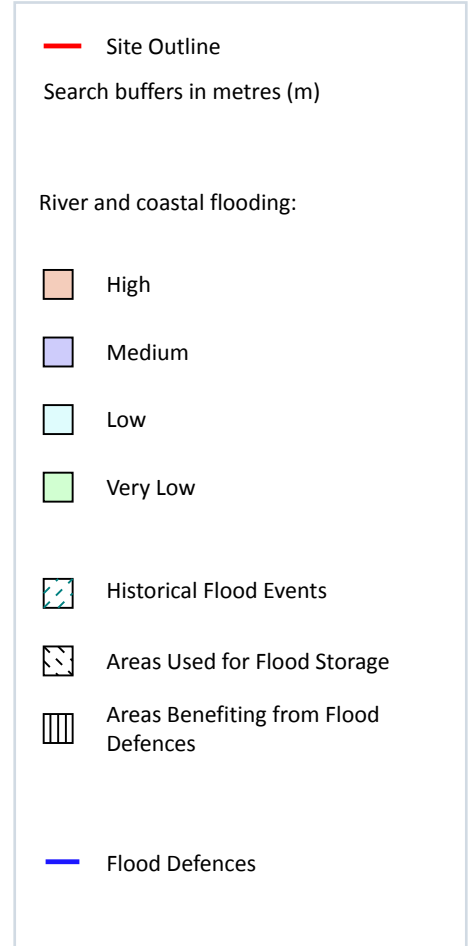 Site Outline
Search buffers in metres (m)
River and coastal flooding:
High
Medium
Low
Very Low
Historical Flood Events
Areas Used for Flood Storage
Areas Benefiting from Flood
Defences
Flood Defences